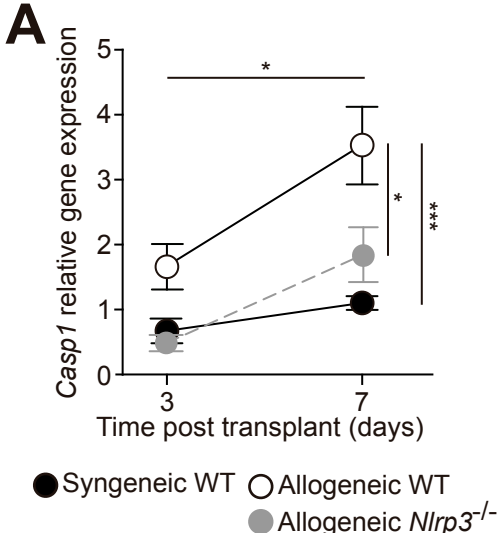 A
Casp1 relative gene expression
5
4
3
2
1
0
*
*
***
3 7
Time post transplant (days)
Syngeneic WT Allogeneic WT
Allogeneic Nlrp3-/-